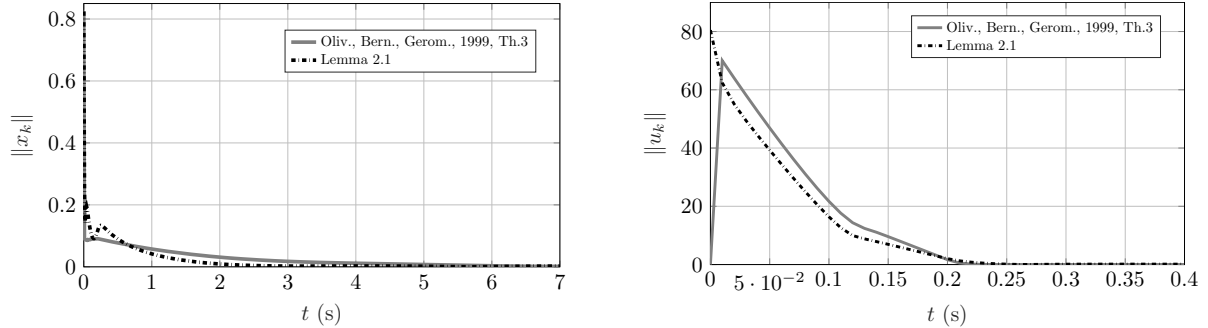 0.8
0.6
0.4
0.2
0
‖x_k‖
Oliv., Bern., Gerom., 1999, Th.3
Lemma 2.1
0 1 2 3 4 5 6 7
t (s)
80
60
40
20
0
‖u_k‖
Oliv., Bern., Gerom., 1999, Th.3
Lemma 2.1
0 5 · 10⁻² 0.1 0.15 0.2 0.25 0.3 0.35 0.4
t (s)